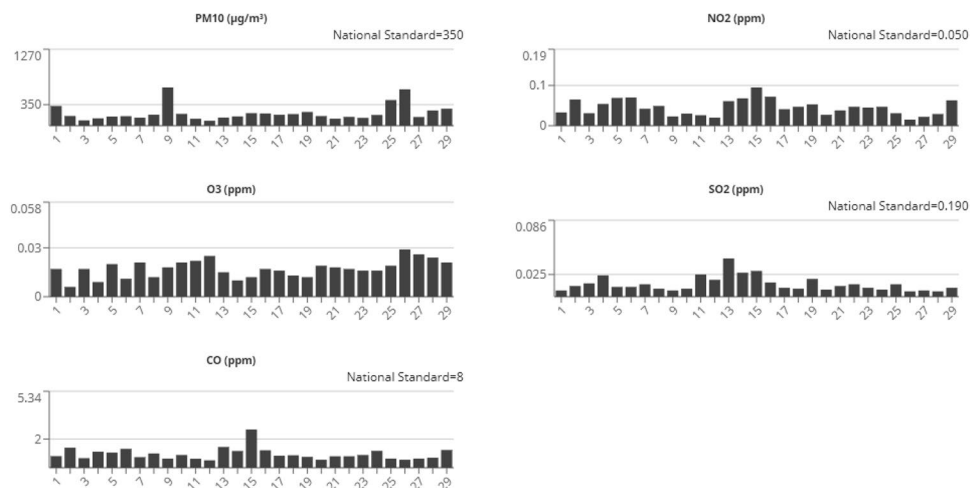 PM10 (µg/m³)
National Standard=350
1270
350
1 3 5 7 9 11 13 15 17 19 21 23 25 27 29
NO2 (ppm)
National Standard=0.050
0.19
0.1
0
1 3 5 7 9 11 13 15 17 19 21 23 25 27 29
O3 (ppm)
0.058
0.03
0
1 3 5 7 9 11 13 15 17 19 21 23 25 27 29
SO2 (ppm)
National Standard=0.190
0.086
0.025
1 3 5 7 9 11 13 15 17 19 21 23 25 27 29
CO (ppm)
National Standard=8
5.34
2
1 3 5 7 9 11 13 15 17 19 21 23 25 27 29